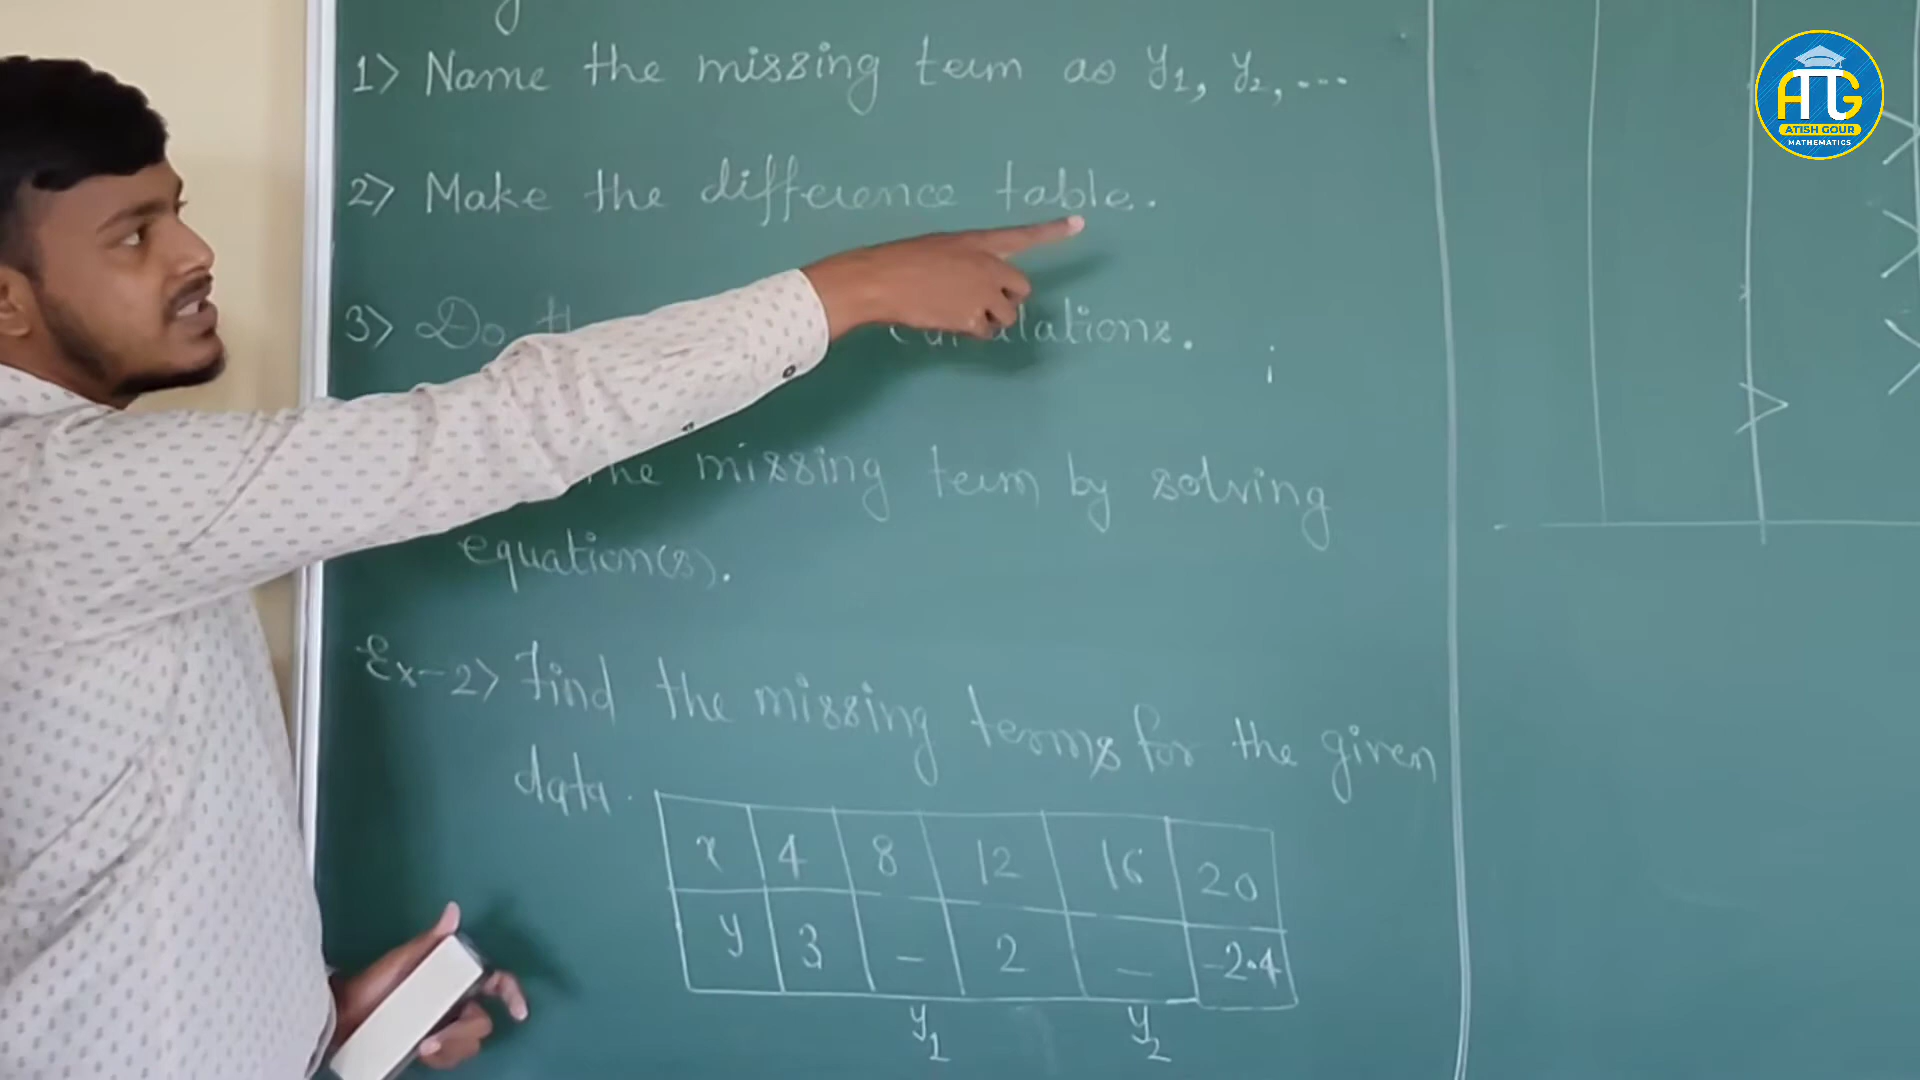 1> Name the missing term as y₁, y₂, ...
2> Make the difference table.
3> Do calculations.
the missing term by solving
equation(s).
Ex-2> Find the missing terms for the given
data.
x 4 8 12 16 20
y 3 – 2 – -2.4
y₁ y₂
ATG
ATISH GOUR
MATHEMATICS